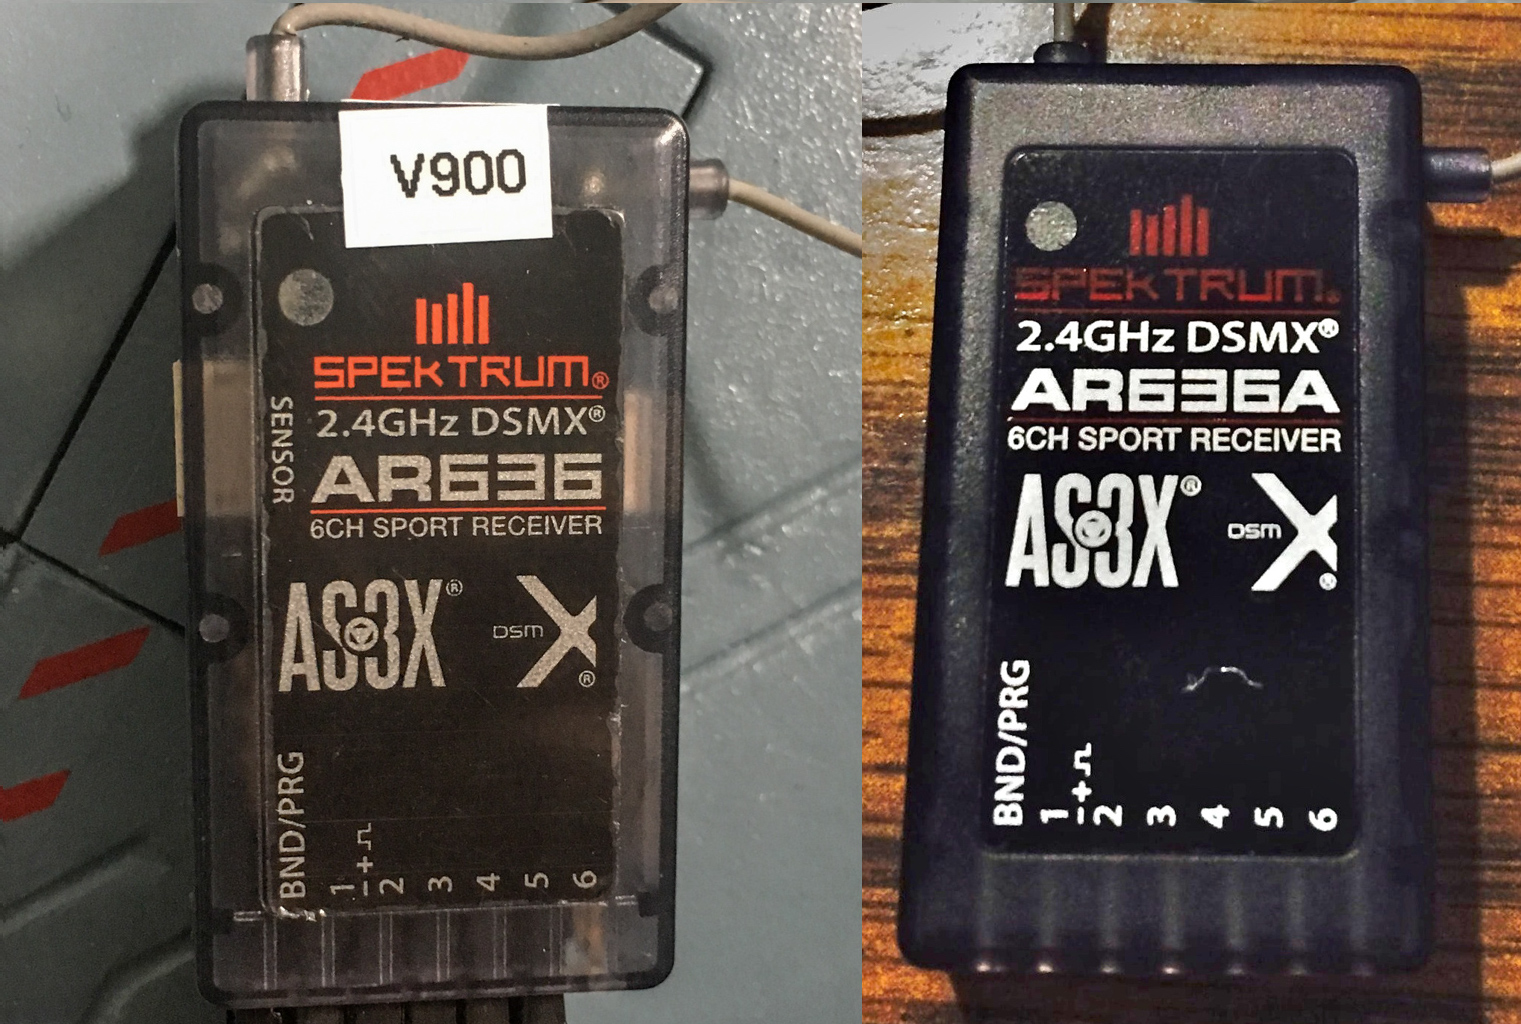 V900
SPEKTRUM®
2.4GHz DSMX®
AR636
6CH SPORT RECEIVER
SENSOR
AS3X®
DSM X®
BND/PRG
1 2 3 4 5 6
− +
SPEKTRUM®
2.4GHz DSMX®
AR636A
6CH SPORT RECEIVER
AS3X®
DSM X®
BND/PRG
1 2 3 4 5 6
− +